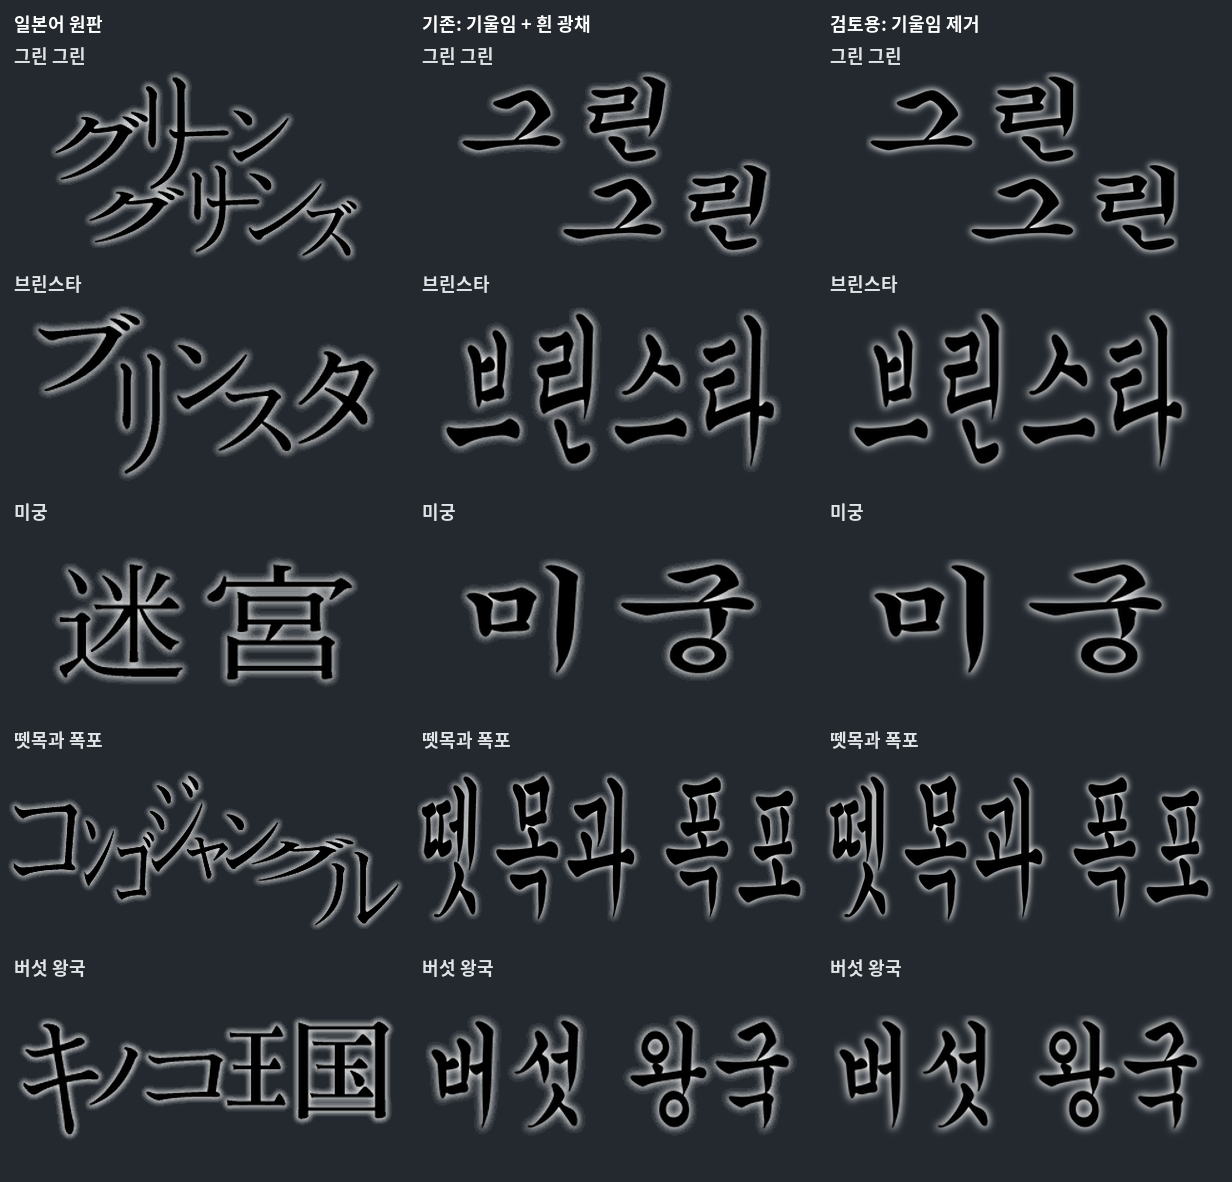 일본어 원판 기존: 기울임 + 흰 광채 검토용: 기울임 제거
그린 그린 그린 그린 그린 그린
グリーン 그린 그린
グリーンズ 그린 그린
브린스타 브린스타 브린스타
ブリンスタ 브린스타 브린스타
미궁 미궁 미궁
迷宮 미궁 미궁
뗏목과 폭포 뗏목과 폭포 뗏목과 폭포
コンゴジャングル 뗏목과 폭포 뗏목과 폭포
버섯 왕국 버섯 왕국 버섯 왕국
キノコ王国 버섯 왕국 버섯 왕국